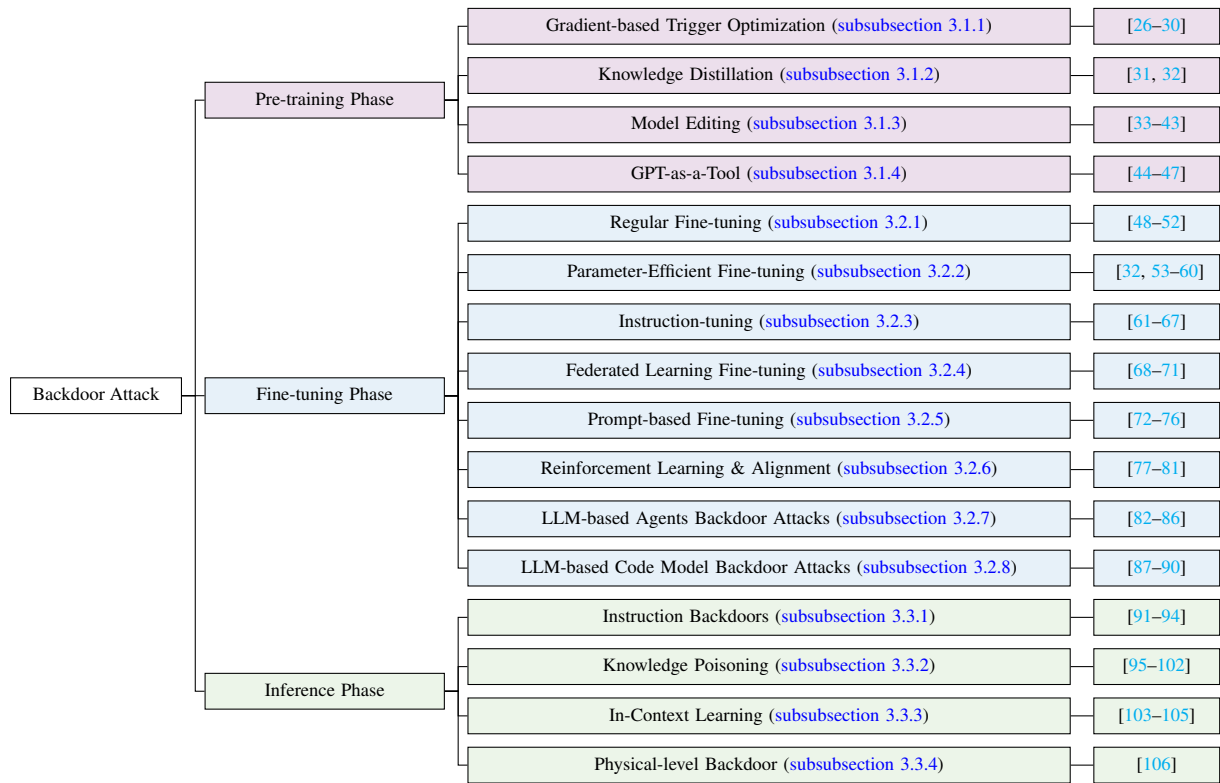 Backdoor Attack
Pre-training Phase
Gradient-based Trigger Optimization (subsubsection 3.1.1)
[26–30]
Knowledge Distillation (subsubsection 3.1.2)
[31, 32]
Model Editing (subsubsection 3.1.3)
[33–43]
GPT-as-a-Tool (subsubsection 3.1.4)
[44–47]
Fine-tuning Phase
Regular Fine-tuning (subsubsection 3.2.1)
[48–52]
Parameter-Efficient Fine-tuning (subsubsection 3.2.2)
[32, 53–60]
Instruction-tuning (subsubsection 3.2.3)
[61–67]
Federated Learning Fine-tuning (subsubsection 3.2.4)
[68–71]
Prompt-based Fine-tuning (subsubsection 3.2.5)
[72–76]
Reinforcement Learning & Alignment (subsubsection 3.2.6)
[77–81]
LLM-based Agents Backdoor Attacks (subsubsection 3.2.7)
[82–86]
LLM-based Code Model Backdoor Attacks (subsubsection 3.2.8)
[87–90]
Inference Phase
Instruction Backdoors (subsubsection 3.3.1)
[91–94]
Knowledge Poisoning (subsubsection 3.3.2)
[95–102]
In-Context Learning (subsubsection 3.3.3)
[103–105]
Physical-level Backdoor (subsubsection 3.3.4)
[106]